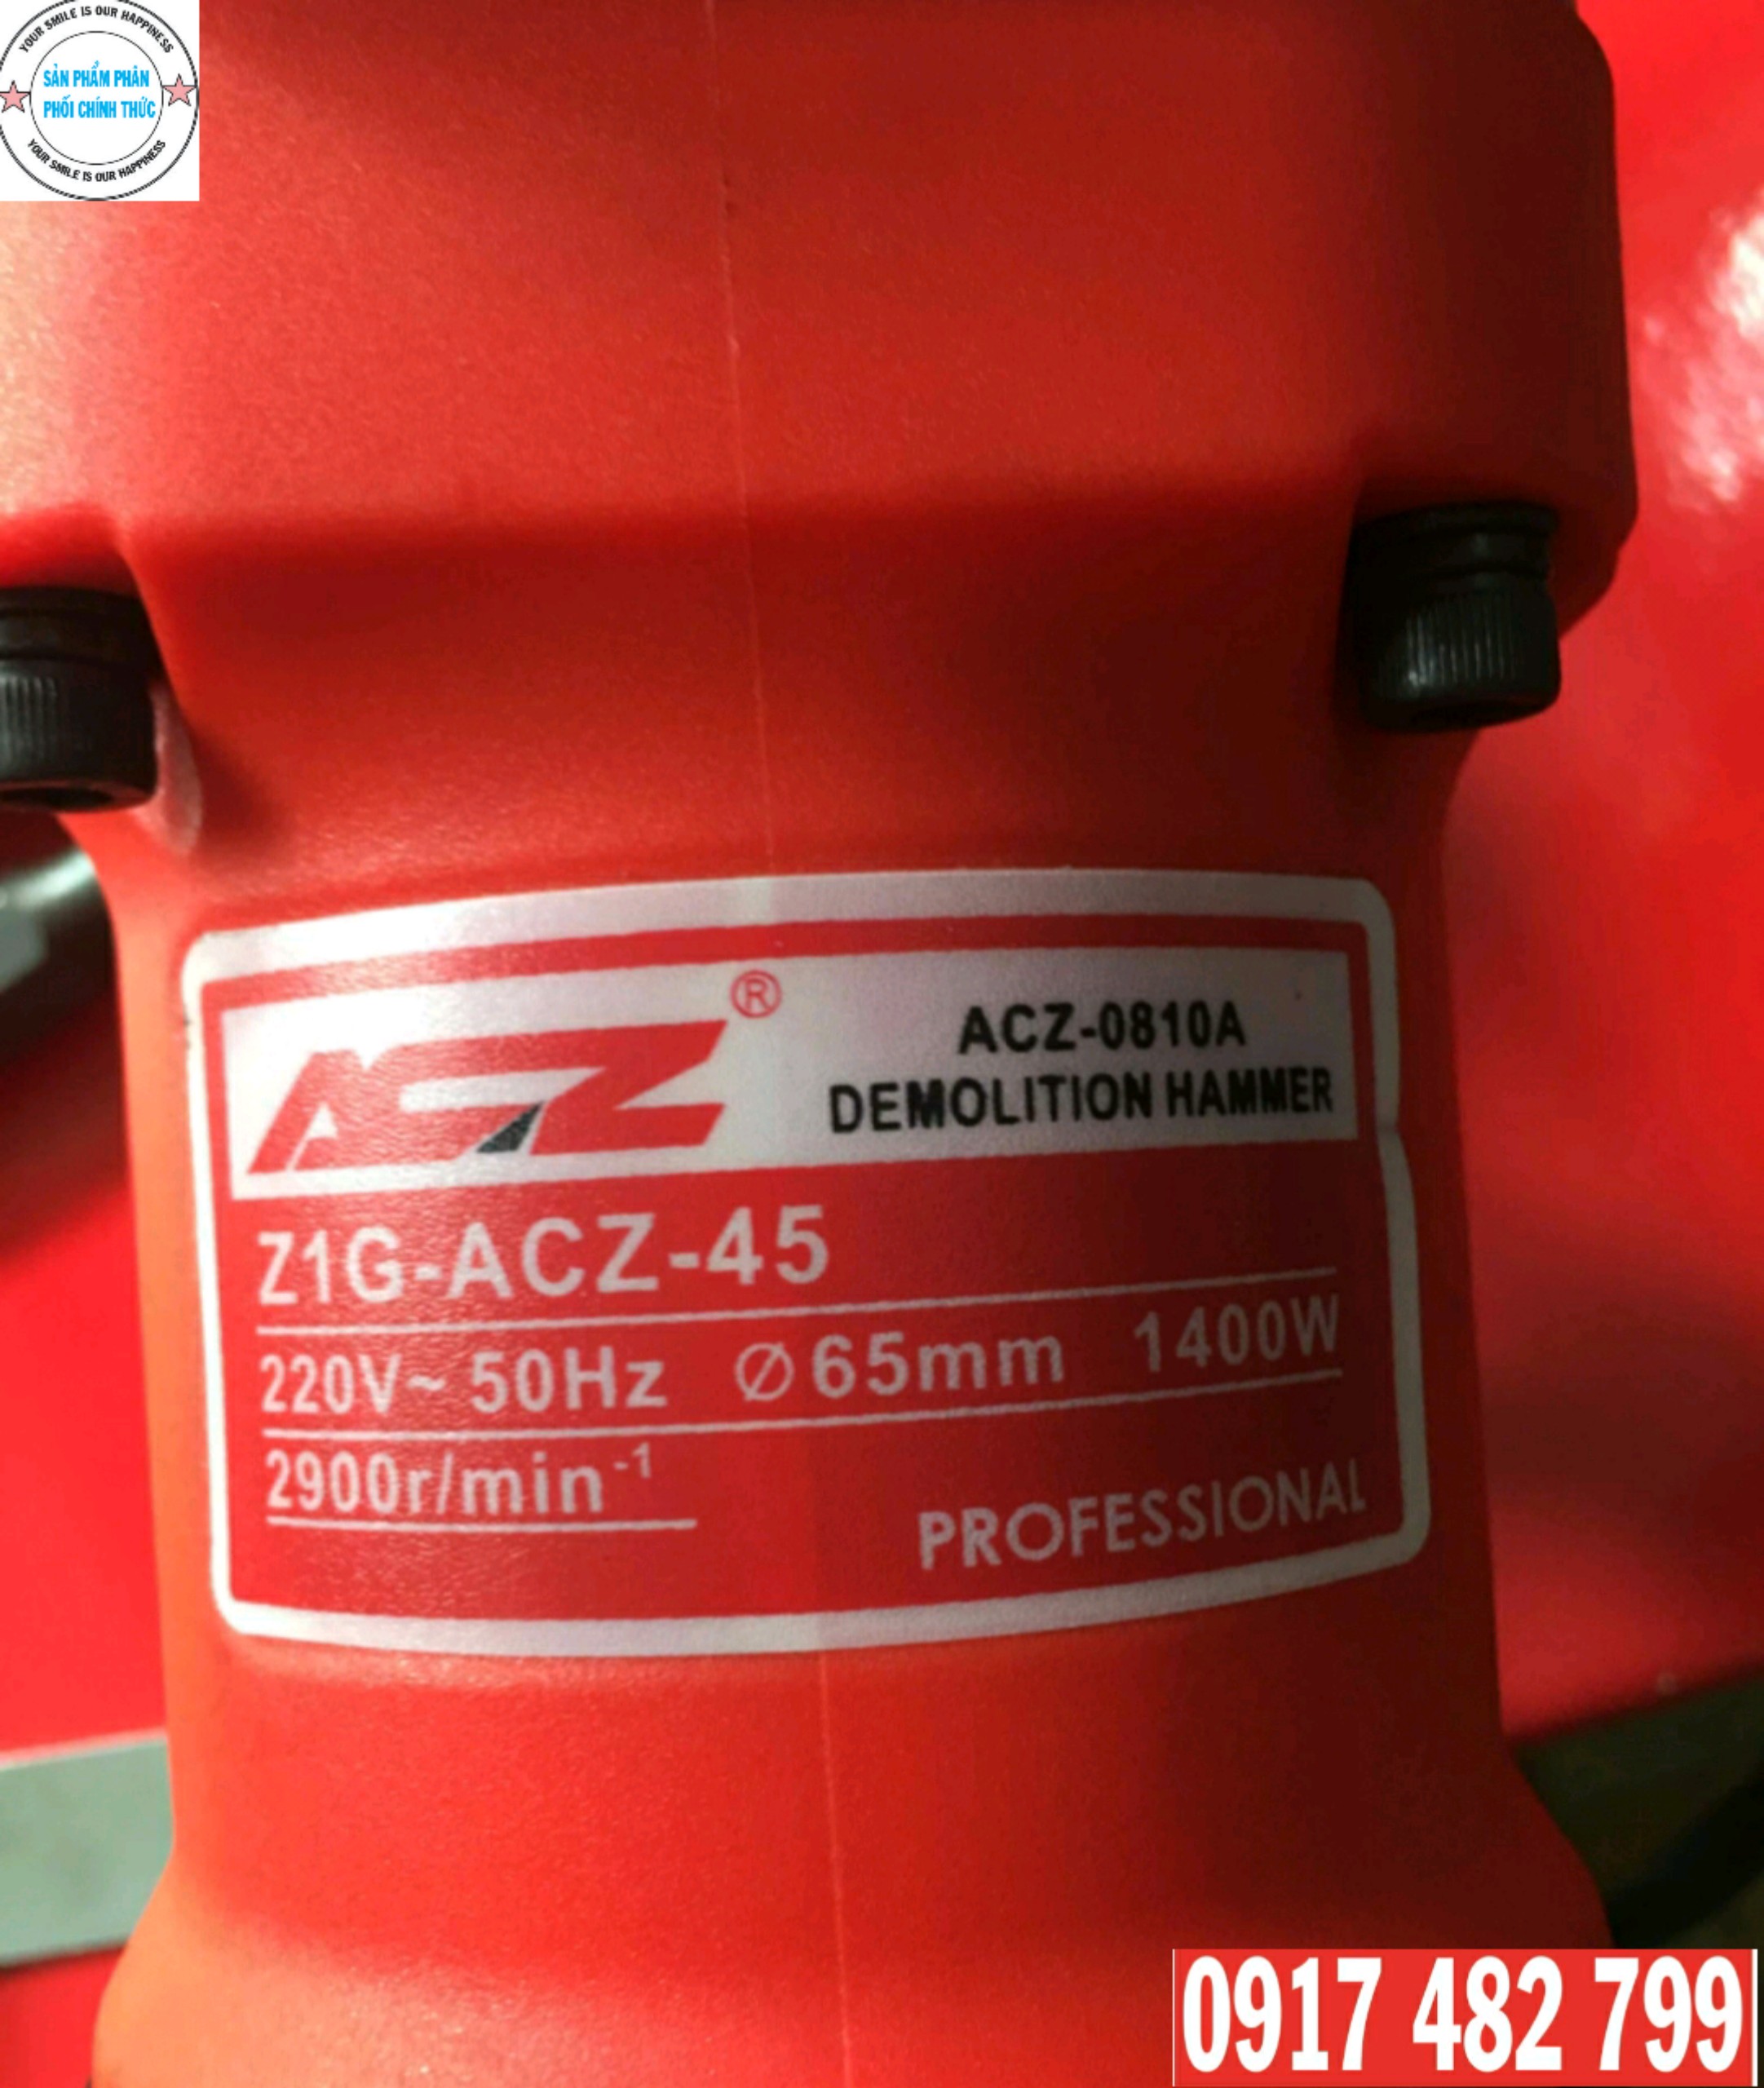 YOUR SMILE IS OUR HAPPINESS
SẢN PHẨM PHÂN
PHỐI CHÍNH THỨC
YOUR SMILE IS OUR HAPPINESS
ACZ®
ACZ-0810A
DEMOLITION HAMMER
Z1G-ACZ-45
220V~ 50Hz ∅65mm 1400W
2900r/min⁻¹
PROFESSIONAL
0917 482 799